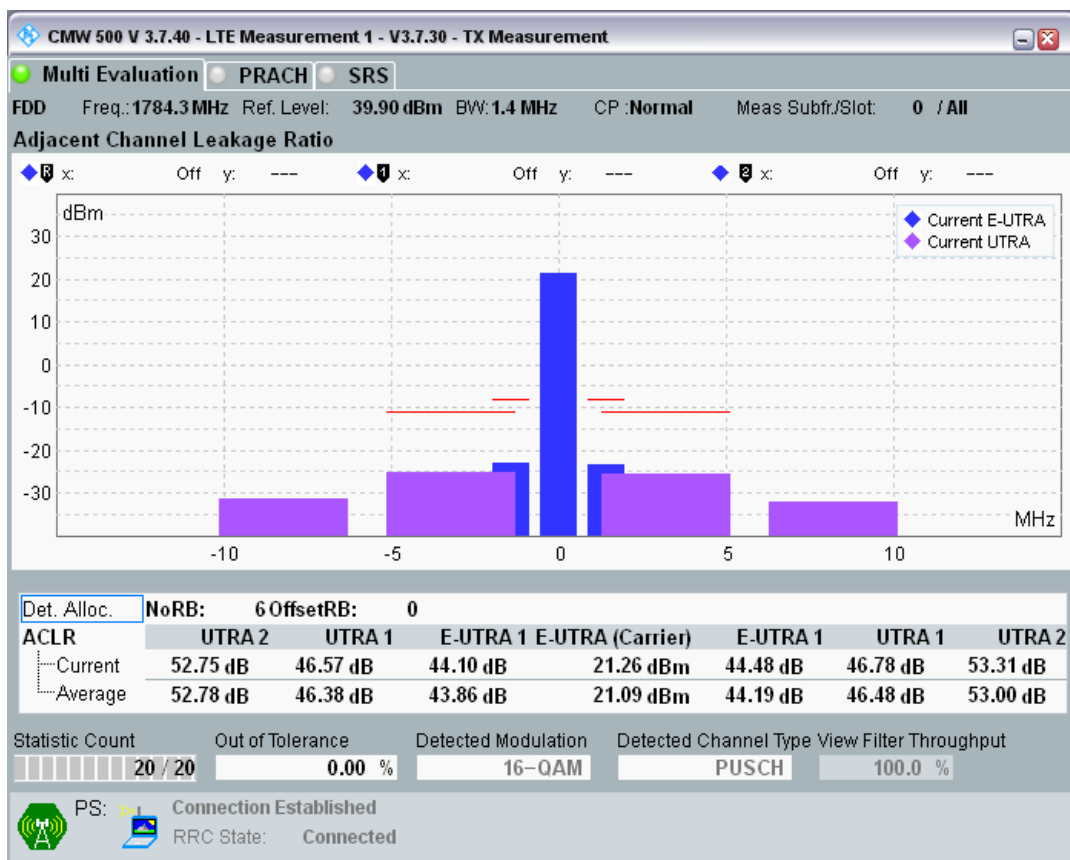 CMW 500 V 3.7.40 - LTE Measurement 1 - V3.7.30 - TX Measurement
Multi Evaluation PRACH SRS
FDD Freq.: 1784.3 MHz Ref. Level: 39.90 dBm BW: 1.4 MHz CP :Normal Meas Subfr./Slot: 0 / All
Adjacent Channel Leakage Ratio
R x: Off y: --- 1 x: Off y: --- 2 x: Off y: ---
dBm
Current E-UTRA
Current UTRA
30
20
10
0
-10
-20
-30
MHz
-10 -5 0 5 10
Det. Alloc. NoRB: 6 OffsetRB: 0
ACLR UTRA 2 UTRA 1 E-UTRA 1 E-UTRA (Carrier) E-UTRA 1 UTRA 1 UTRA 2
Current 52.75 dB 46.57 dB 44.10 dB 21.26 dBm 44.48 dB 46.78 dB 53.31 dB
Average 52.78 dB 46.38 dB 43.86 dB 21.09 dBm 44.19 dB 46.48 dB 53.00 dB
Statistic Count Out of Tolerance Detected Modulation Detected Channel Type View Filter Throughput
20 / 20 0.00 % 16-QAM PUSCH 100.0 %
PS: Connection Established
RRC State: Connected